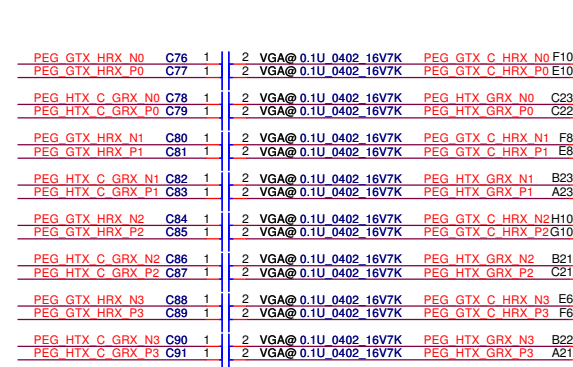 PEG_GTX_HRX_N0 C76 1 2 VGA@ 0.1U_0402_16V7K PEG_GTX_C_HRX_N0 F10
PEG_GTX_HRX_P0 C77 1 2 VGA@ 0.1U_0402_16V7K PEG_GTX_C_HRX_P0 E10
PEG_HTX_C_GRX_N0 C78 1 2 VGA@ 0.1U_0402_16V7K PEG_HTX_GRX_N0 C23
PEG_HTX_C_GRX_P0 C79 1 2 VGA@ 0.1U_0402_16V7K PEG_HTX_GRX_P0 C22
PEG_GTX_HRX_N1 C80 1 2 VGA@ 0.1U_0402_16V7K PEG_GTX_C_HRX_N1 F8
PEG_GTX_HRX_P1 C81 1 2 VGA@ 0.1U_0402_16V7K PEG_GTX_C_HRX_P1 E8
PEG_HTX_C_GRX_N1 C82 1 2 VGA@ 0.1U_0402_16V7K PEG_HTX_GRX_N1 B23
PEG_HTX_C_GRX_P1 C83 1 2 VGA@ 0.1U_0402_16V7K PEG_HTX_GRX_P1 A23
PEG_GTX_HRX_N2 C84 1 2 VGA@ 0.1U_0402_16V7K PEG_GTX_C_HRX_N2 H10
PEG_GTX_HRX_P2 C85 1 2 VGA@ 0.1U_0402_16V7K PEG_GTX_C_HRX_P2 G10
PEG_HTX_C_GRX_N2 C86 1 2 VGA@ 0.1U_0402_16V7K PEG_HTX_GRX_N2 B21
PEG_HTX_C_GRX_P2 C87 1 2 VGA@ 0.1U_0402_16V7K PEG_HTX_GRX_P2 C21
PEG_GTX_HRX_N3 C88 1 2 VGA@ 0.1U_0402_16V7K PEG_GTX_C_HRX_N3 E6
PEG_GTX_HRX_P3 C89 1 2 VGA@ 0.1U_0402_16V7K PEG_GTX_C_HRX_P3 F6
PEG_HTX_C_GRX_N3 C90 1 2 VGA@ 0.1U_0402_16V7K PEG_HTX_GRX_N3 B22
PEG_HTX_C_GRX_P3 C91 1 2 VGA@ 0.1U_0402_16V7K PEG_HTX_GRX_P3 A21